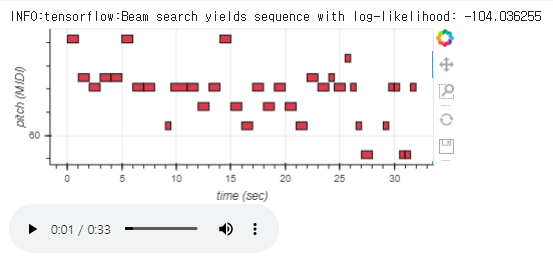 INFO:tensorflow:Beam search yields sequence with log-likelihood: -104.036255
pitch (MIDI)
60
0 5 10 15 20 25 30
time (sec)
0:01 / 0:33